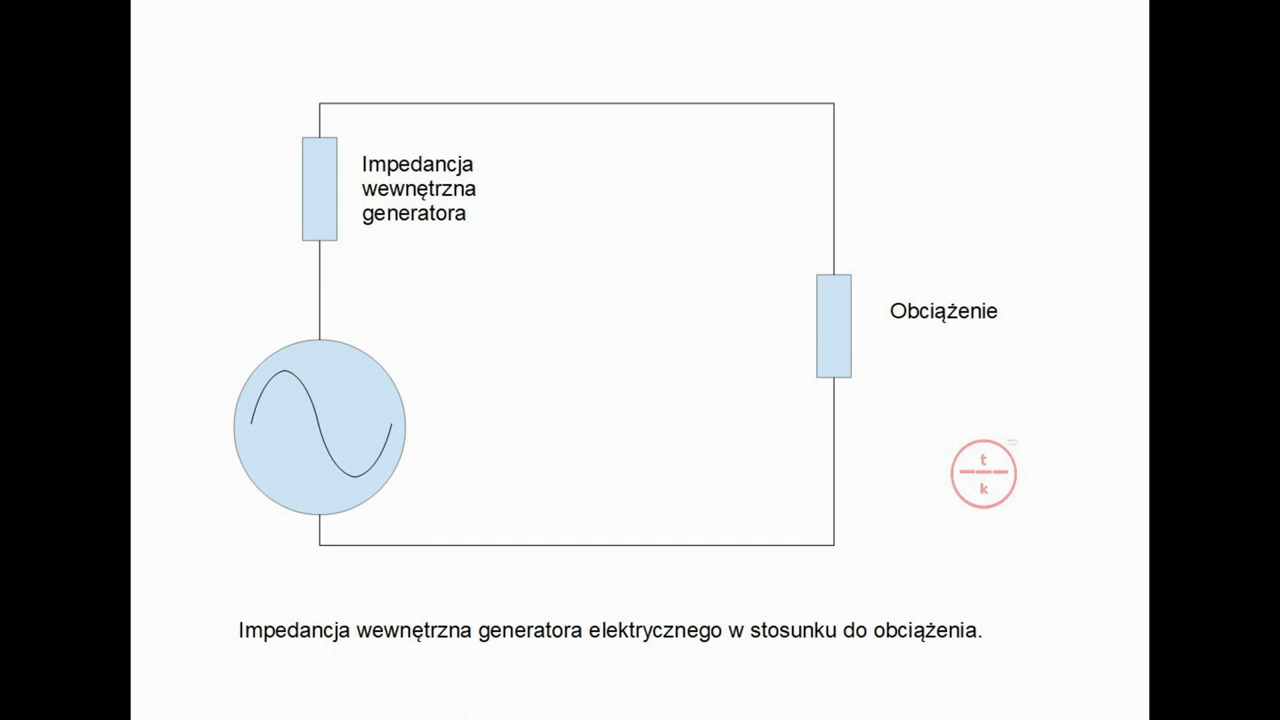 Impedancja
wewnętrzna
generatora
Obciążenie
t
k
Impedancja wewnętrzna generatora elektrycznego w stosunku do obciążenia.